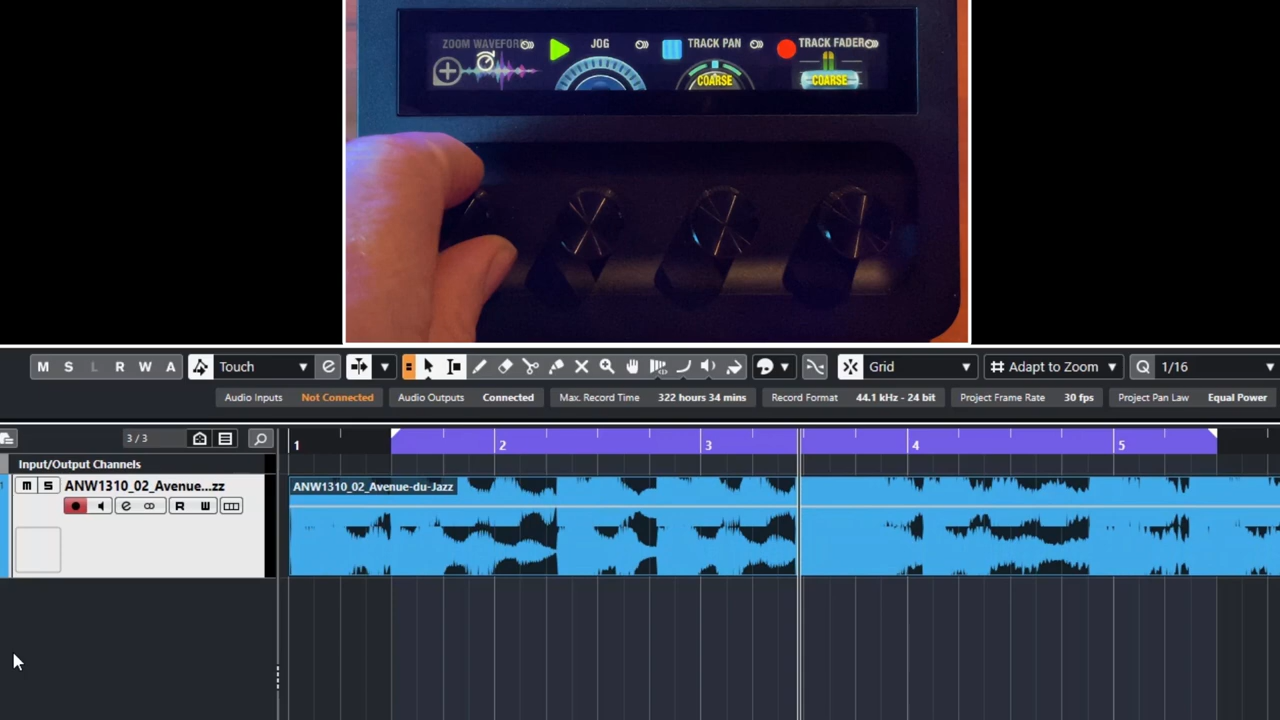 ZOOM WAVEFORM JOG TRACK PAN TRACK FADER
COARSE COARSE
M S L R W A Touch e Grid Adapt to Zoom Q 1/16
Audio Inputs Not Connected Audio Outputs Connected Max. Record Time 322 hours 34 mins Record Format 44.1 kHz - 24 bit Project Frame Rate 30 fps Project Pan Law Equal Power
3 / 3 1 2 3 4 5
Input/Output Channels
1 m S ANW1310_02_Avenue...zz ANW1310_02_Avenue-du-Jazz
e R W